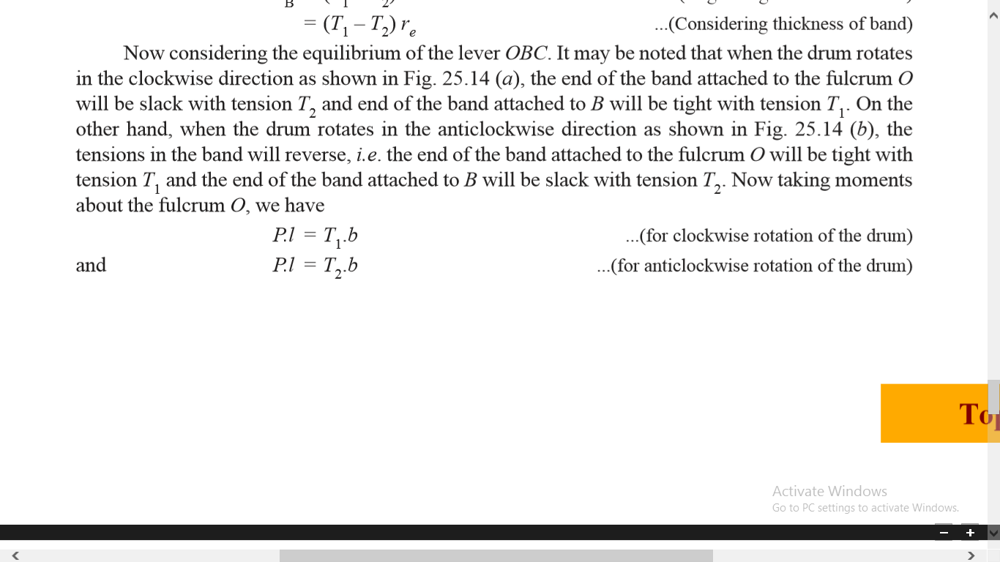 B 1 2
= (T₁ – T₂) rₑ ...(Considering thickness of band)
Now considering the equilibrium of the lever OBC. It may be noted that when the drum rotates
in the clockwise direction as shown in Fig. 25.14 (a), the end of the band attached to the fulcrum O
will be slack with tension T₂ and end of the band attached to B will be tight with tension T₁. On the
other hand, when the drum rotates in the anticlockwise direction as shown in Fig. 25.14 (b), the
tensions in the band will reverse, i.e. the end of the band attached to the fulcrum O will be tight with
tension T₁ and the end of the band attached to B will be slack with tension T₂. Now taking moments
about the fulcrum O, we have
P.l = T₁.b ...(for clockwise rotation of the drum)
and P.l = T₂.b ...(for anticlockwise rotation of the drum)
Top
Activate Windows
Go to PC settings to activate Windows.